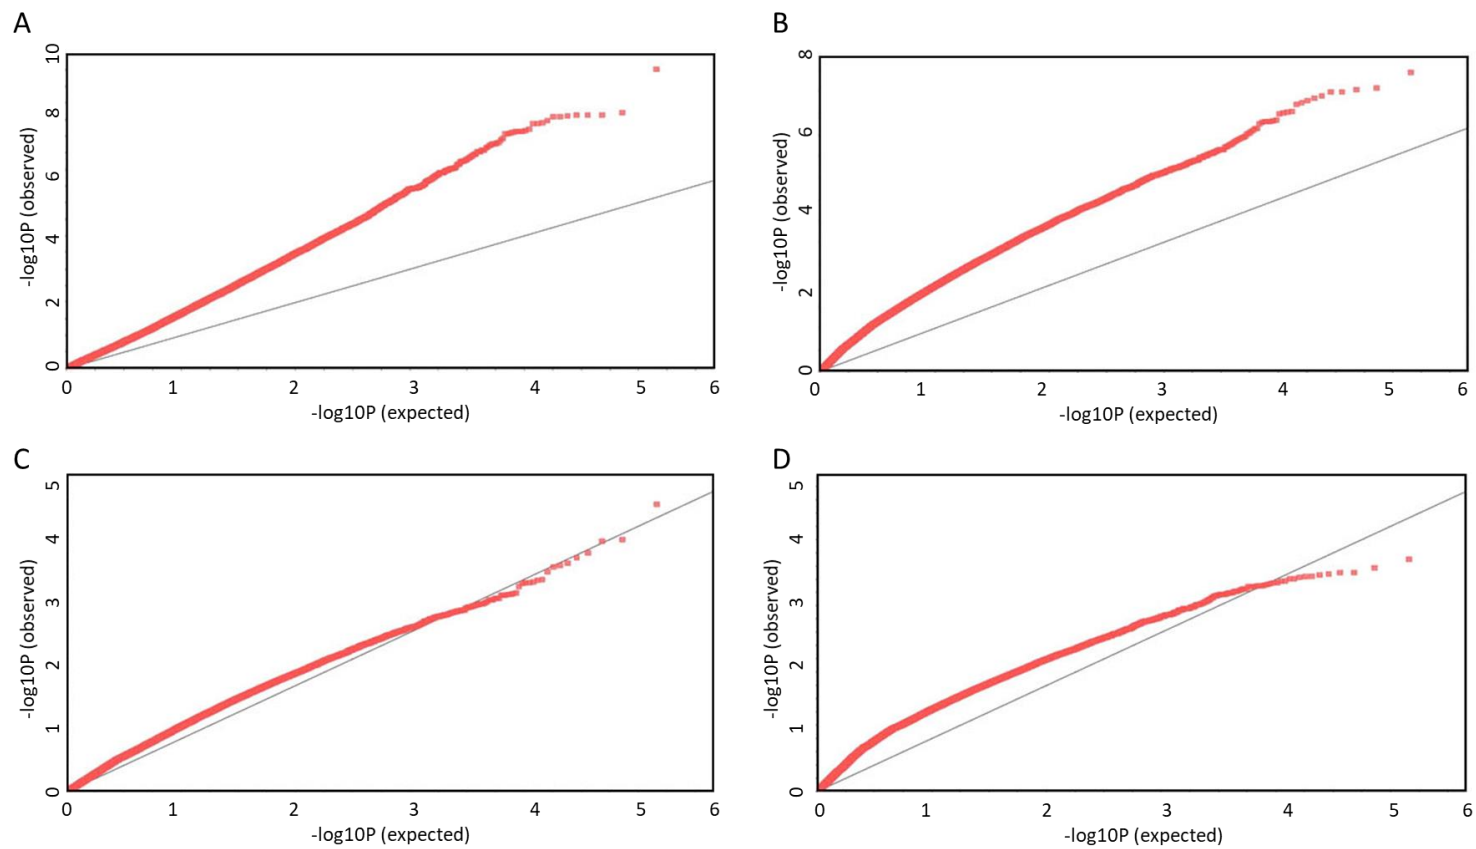 A
-log10P (observed)
0 2 4 6 8 10
0 1 2 3 4 5 6
-log10P (expected)
B
-log10P (observed)
0 2 4 6 8
0 1 2 3 4 5 6
-log10P (expected)
C
-log10P (observed)
0 1 2 3 4 5
0 1 2 3 4 5 6
-log10P (expected)
D
-log10P (observed)
0 1 2 3 4 5
0 1 2 3 4 5 6
-log10P (expected)